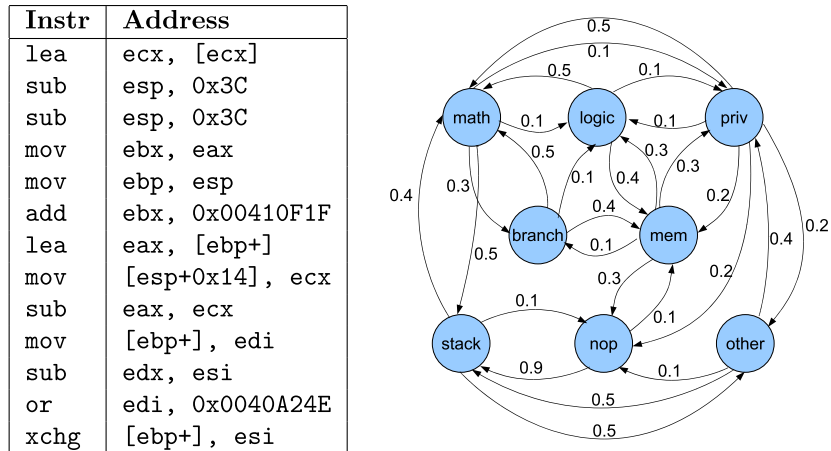 Instr Address
lea ecx, [ecx]
sub esp, 0x3C
sub esp, 0x3C
mov ebx, eax
mov ebp, esp
add ebx, 0x00410F1F
lea eax, [ebp+]
mov [esp+0x14], ecx
sub eax, ecx
mov [ebp+], edi
sub edx, esi
or edi, 0x0040A24E
xchg [ebp+], esi
0.5
0.1
0.5 0.1
math 0.1 logic 0.1 priv
0.5 0.3
0.1 0.3
0.4 0.3 0.4 0.2
0.4 0.2
branch mem 0.4
0.1
0.5 0.3 0.2
0.1 0.1
stack nop other
0.9 0.1
0.5
0.5